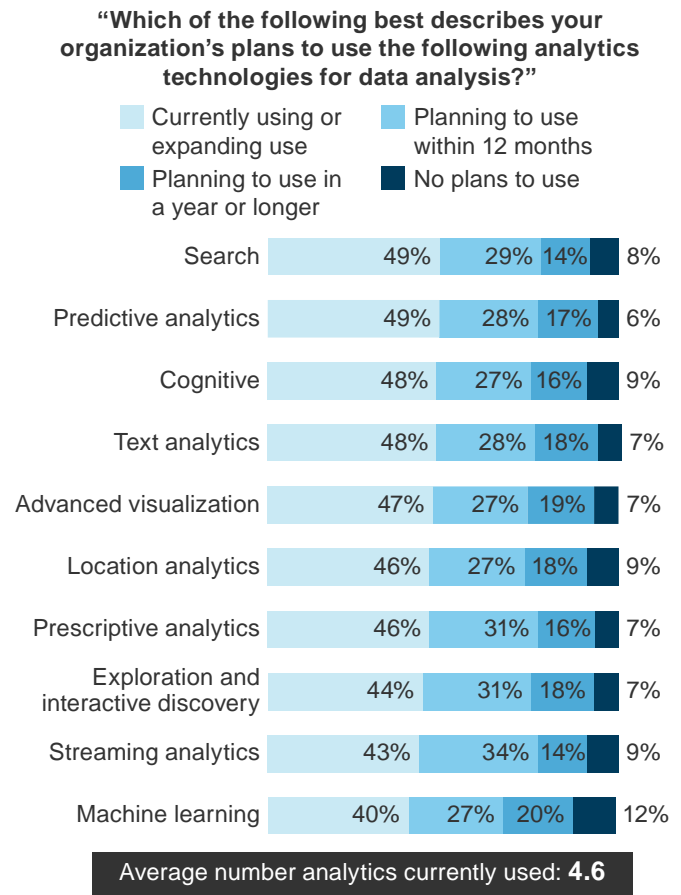 “Which of the following best describes your
organization’s plans to use the following analytics
technologies for data analysis?”
Currently using or
expanding use
Planning to use
within 12 months
Planning to use in
a year or longer
No plans to use
Search 49% 29% 14% 8%
Predictive analytics 49% 28% 17% 6%
Cognitive 48% 27% 16% 9%
Text analytics 48% 28% 18% 7%
Advanced visualization 47% 27% 19% 7%
Location analytics 46% 27% 18% 9%
Prescriptive analytics 46% 31% 16% 7%
Exploration and
interactive discovery 44% 31% 18% 7%
Streaming analytics 43% 34% 14% 9%
Machine learning 40% 27% 20% 12%
Average number analytics currently used: 4.6